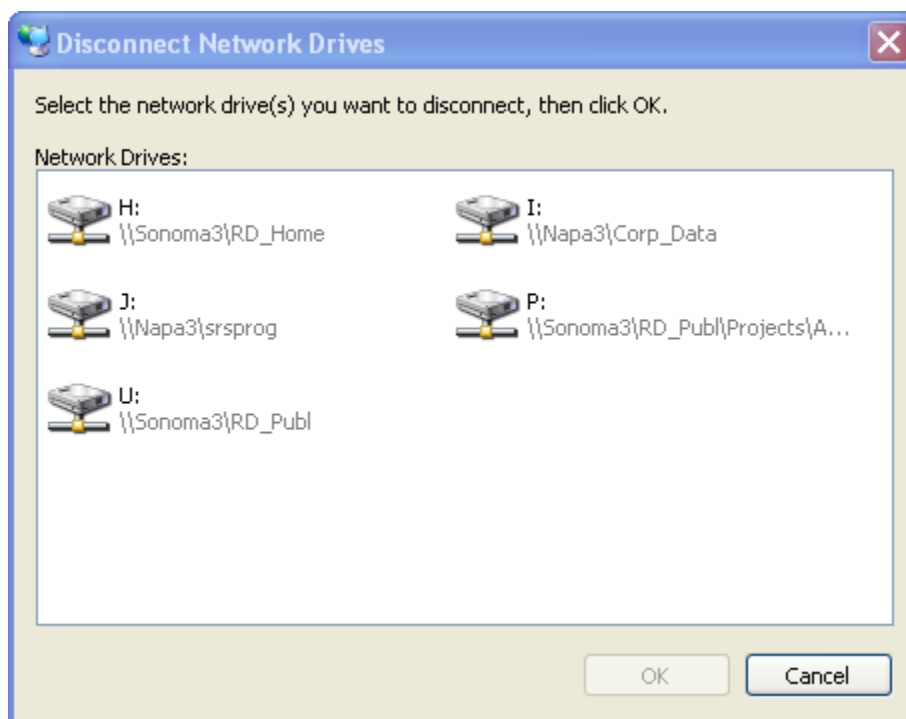 Disconnect Network Drives
Select the network drive(s) you want to disconnect, then click OK.
Network Drives:
H:
\\Sonoma3\RD_Home
I:
\\Napa3\Corp_Data
J:
\\Napa3\srsprog
P:
\\Sonoma3\RD_Publ\Projects\A...
U:
\\Sonoma3\RD_Publ
OK
Cancel